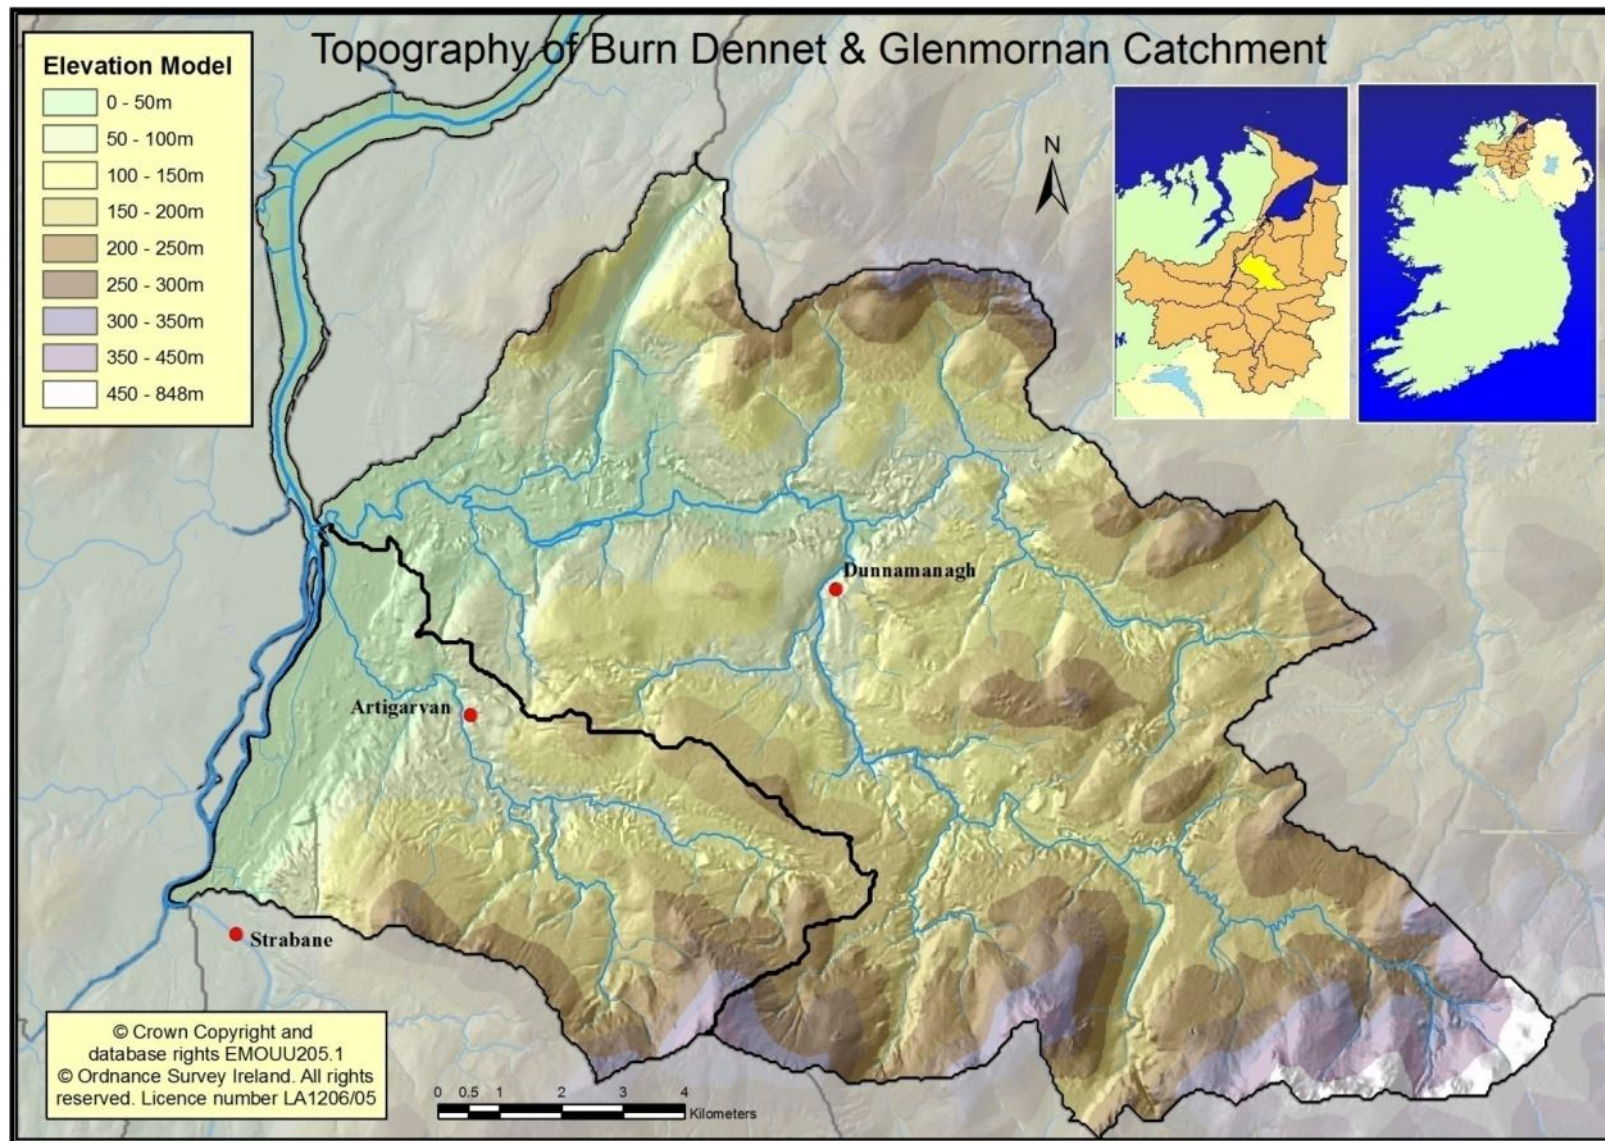 Topography of Burn Dennet & Glenmornan Catchment
Elevation Model
0 - 50m
50 - 100m
100 - 150m
150 - 200m
200 - 250m
250 - 300m
300 - 350m
350 - 450m
450 - 848m
N
Dunnamanagh
Artigarvan
Strabane
© Crown Copyright and
database rights EMOUU205.1
© Ordnance Survey Ireland. All rights
reserved. Licence number LA1206/05
0 0.5 1 2 3 4
Kilometers